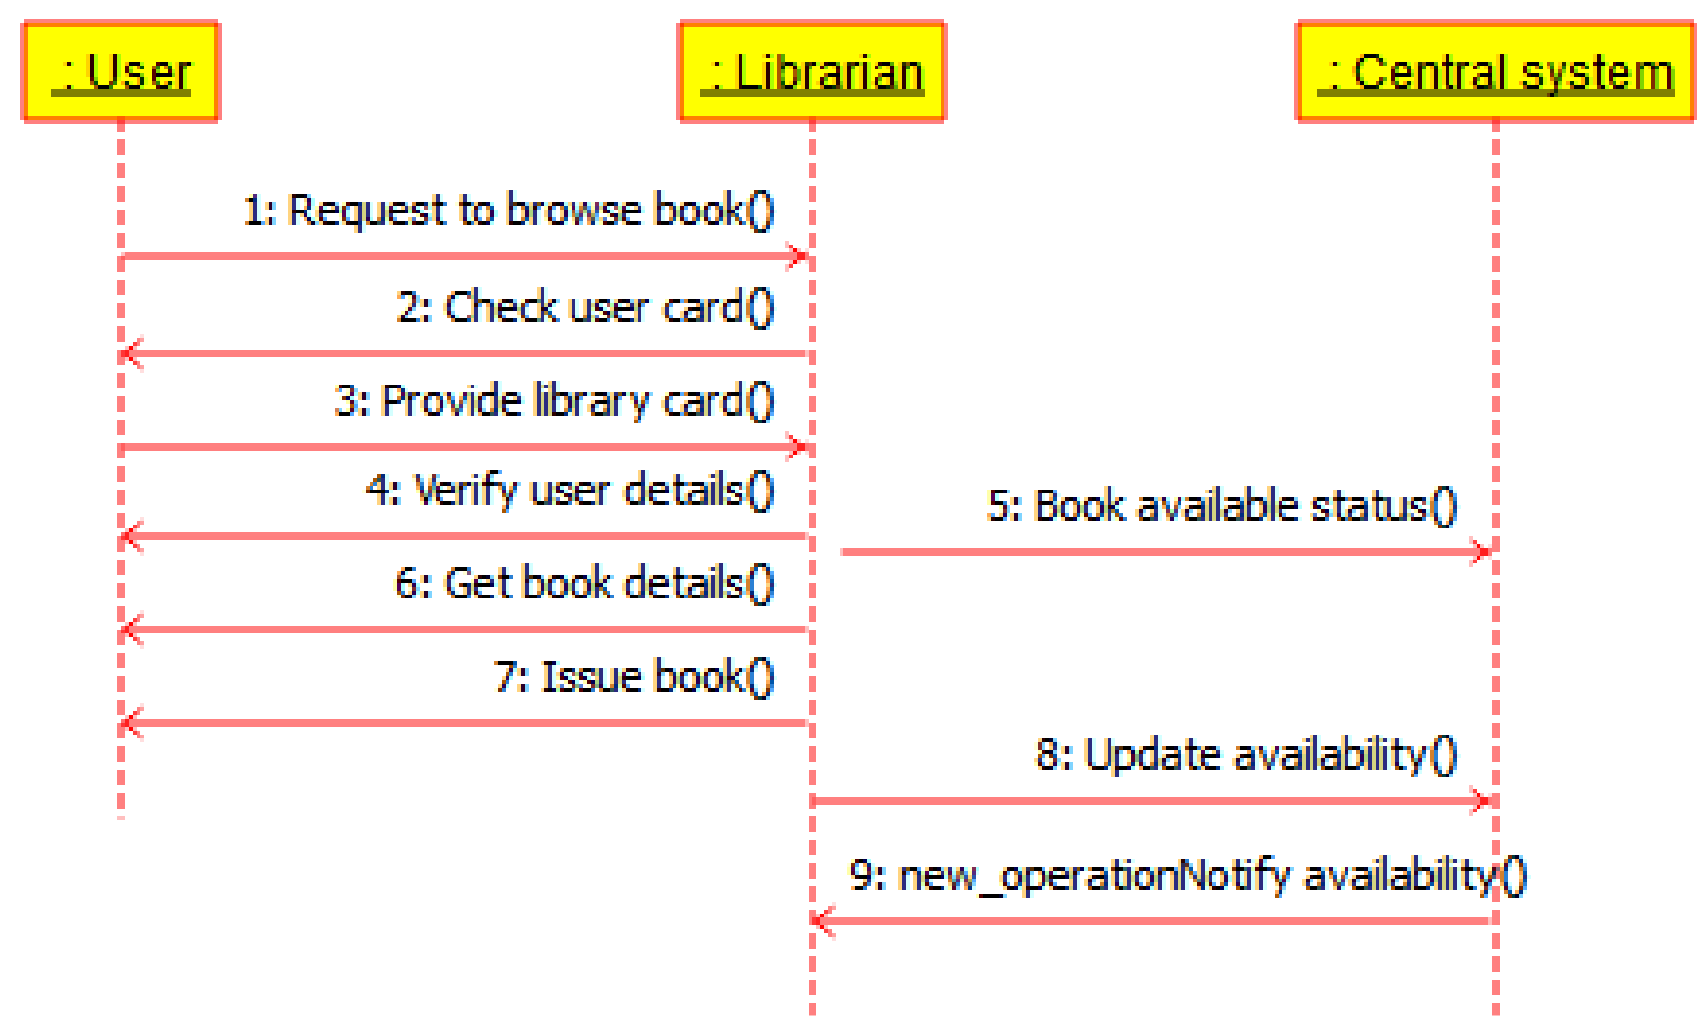 : User
: Librarian
: Central system
1: Request to browse book()
2: Check user card()
3: Provide library card()
4: Verify user details()
5: Book available status()
6: Get book details()
7: Issue book()
8: Update availability()
9: new_operationNotify availability()